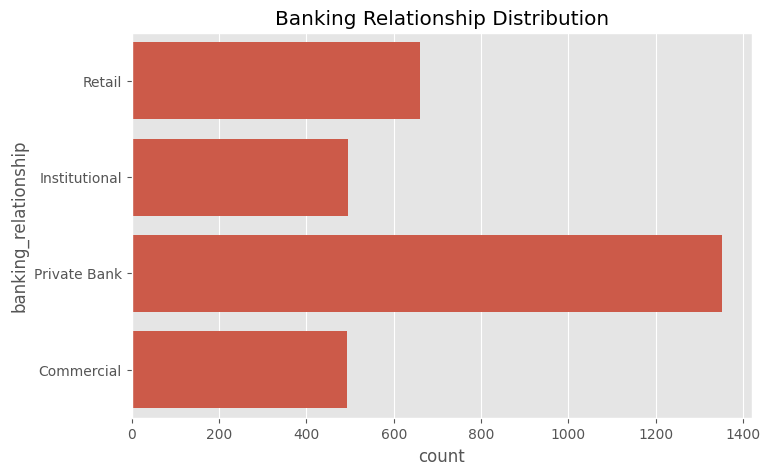 Banking Relationship Distribution
banking_relationship
Retail
Institutional
Private Bank
Commercial
0 200 400 600 800 1000 1200 1400
count